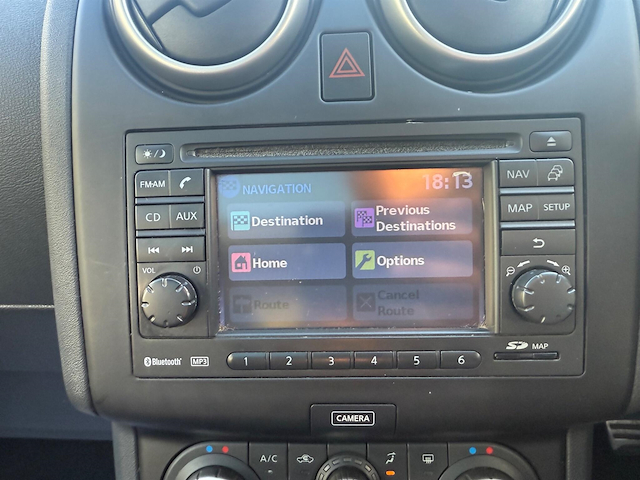 NAVIGATION 18:13
Destination
Previous
Destinations
Home
Options
Route
Cancel
Route
FM•AM
CD AUX
VOL
NAV
MAP SETUP
Bluetooth MP3
1 2 3 4 5 6
SD MAP
CAMERA
A/C